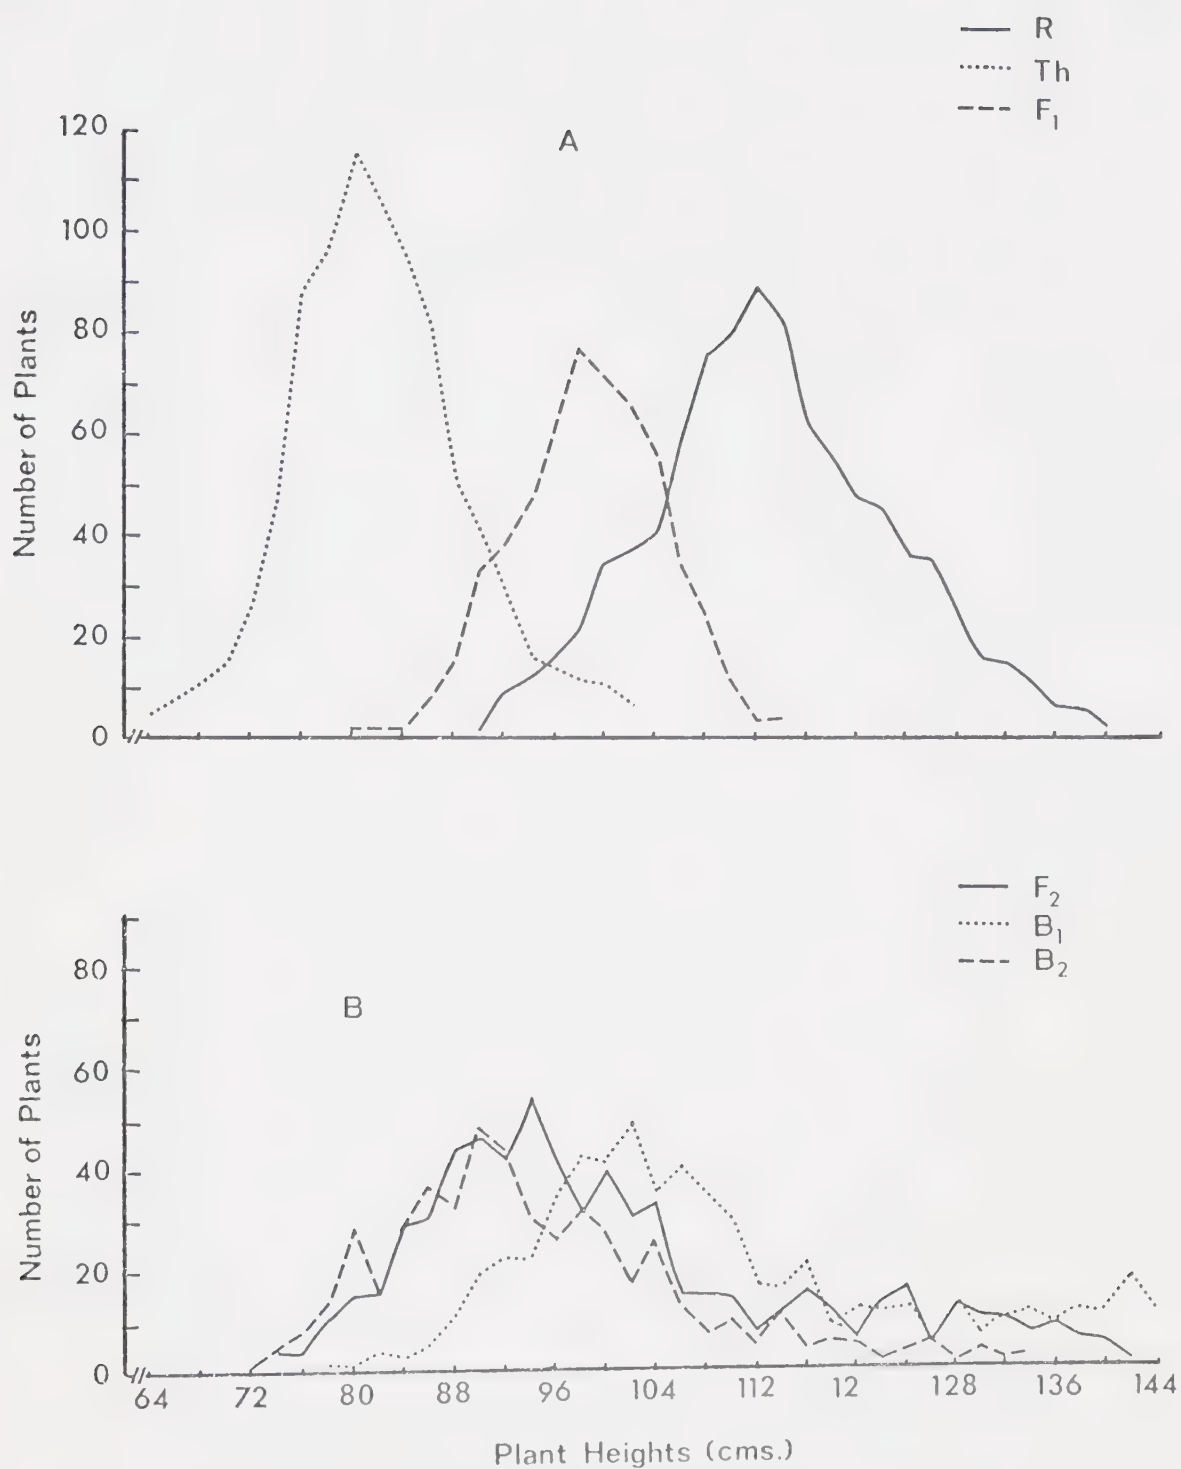 R
Th
F₁
A
120
100
80
60
40
20
0
Number of Plants
F₂
B₁
B₂
B
80
60
40
20
0
Number of Plants
64 72 80 88 96 104 112 12 128 136 144
Plant Heights (cms.)